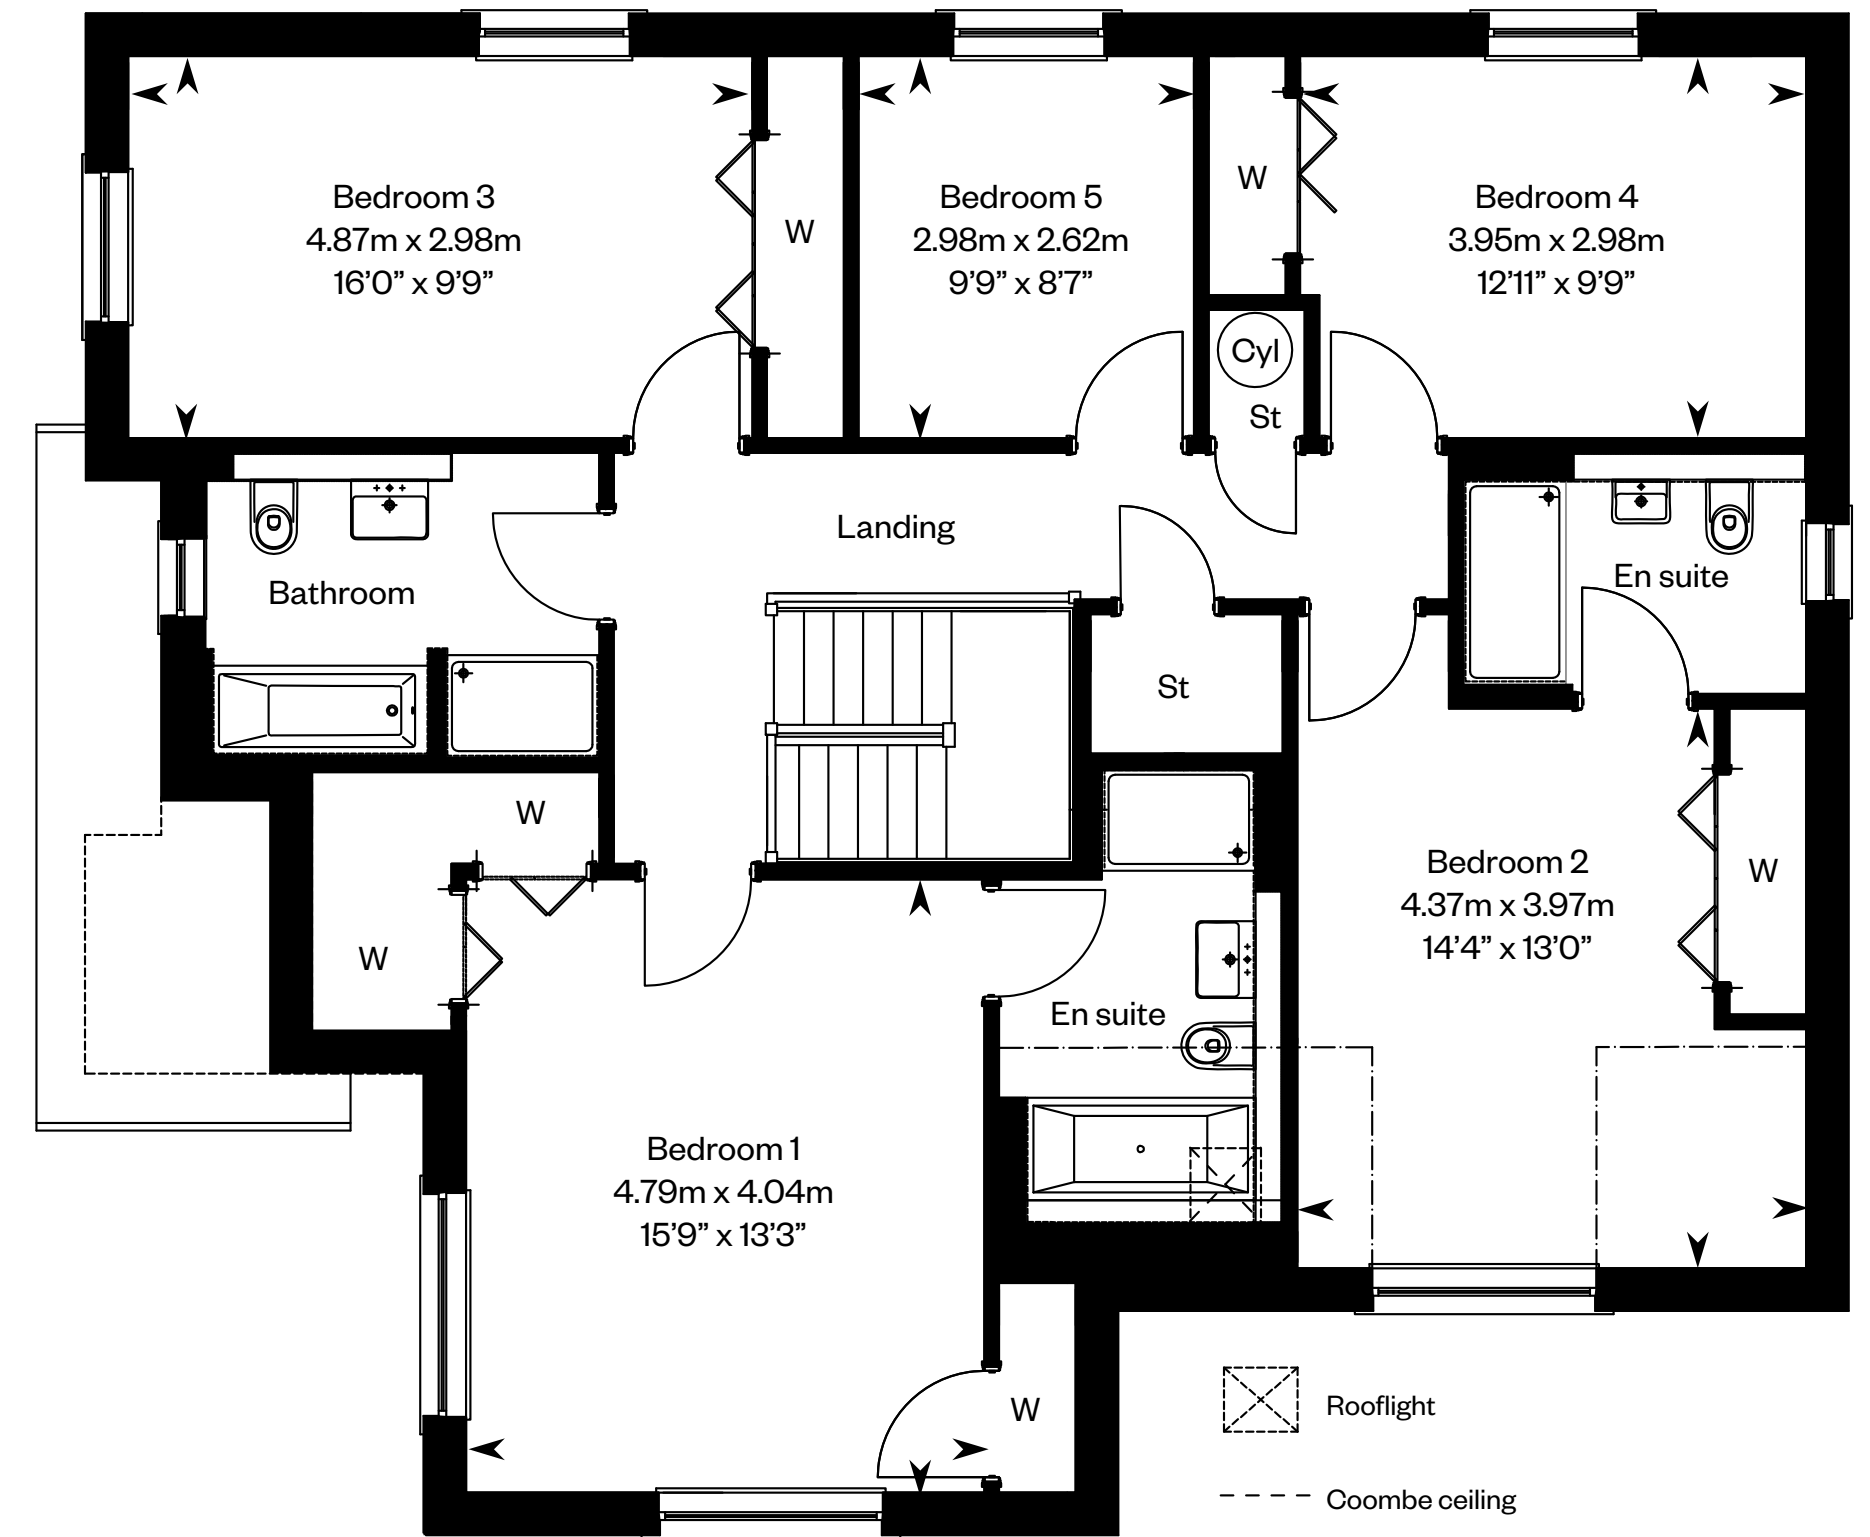 Bedroom 3
4.87m x 2.98m
16’0” x 9’9”
W
Bedroom 5
2.98m x 2.62m
9’9” x 8’7”
W
Bedroom 4
3.95m x 2.98m
12’11” x 9’9”
Cyl
St
Landing
Bathroom
En suite
St
W
W
Bedroom 2
4.37m x 3.97m
14’4” x 13’0”
W
En suite
Bedroom 1
4.79m x 4.04m
15’9” x 13’3”
W
Rooflight
Coombe ceiling